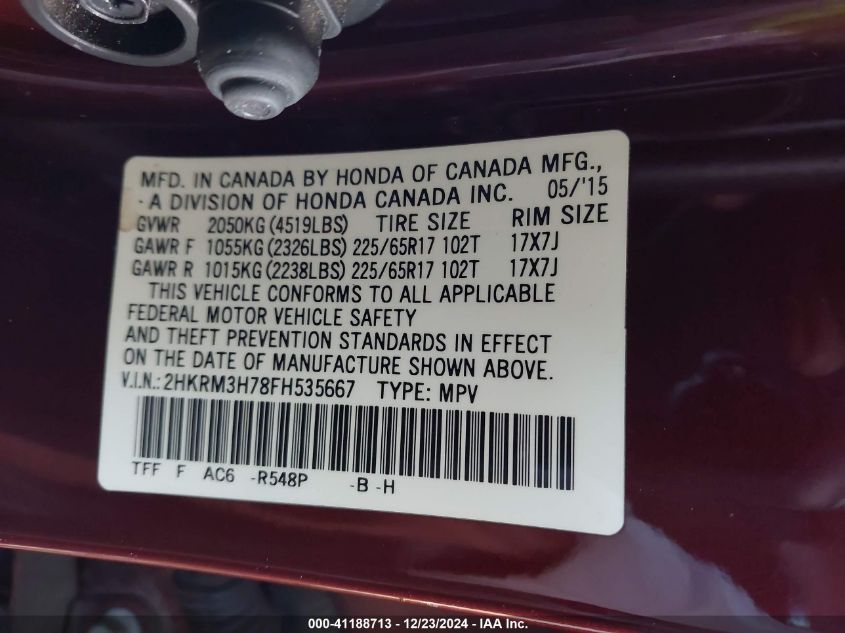 MFD. IN CANADA BY HONDA OF CANADA MFG.,
- A DIVISION OF HONDA CANADA INC. 05/'15
GVWR 2050KG(4519LBS) TIRE SIZE RIM SIZE
GAWR F 1055KG(2326LBS) 225/65R17 102T 17X7J
GAWR R 1015KG(2238LBS) 225/65R17 102T 17X7J
THIS VEHICLE CONFORMS TO ALL APPLICABLE
FEDERAL MOTOR VEHICLE SAFETY
AND THEFT PREVENTION STANDARDS IN EFFECT
ON THE DATE OF MANUFACTURE SHOWN ABOVE.
V.I.N.: 2HKRM3H78FH535667 TYPE: MPV
TFF F AC6 -R548P -B -H
000-41188713 - 12/23/2024 - IAA Inc.